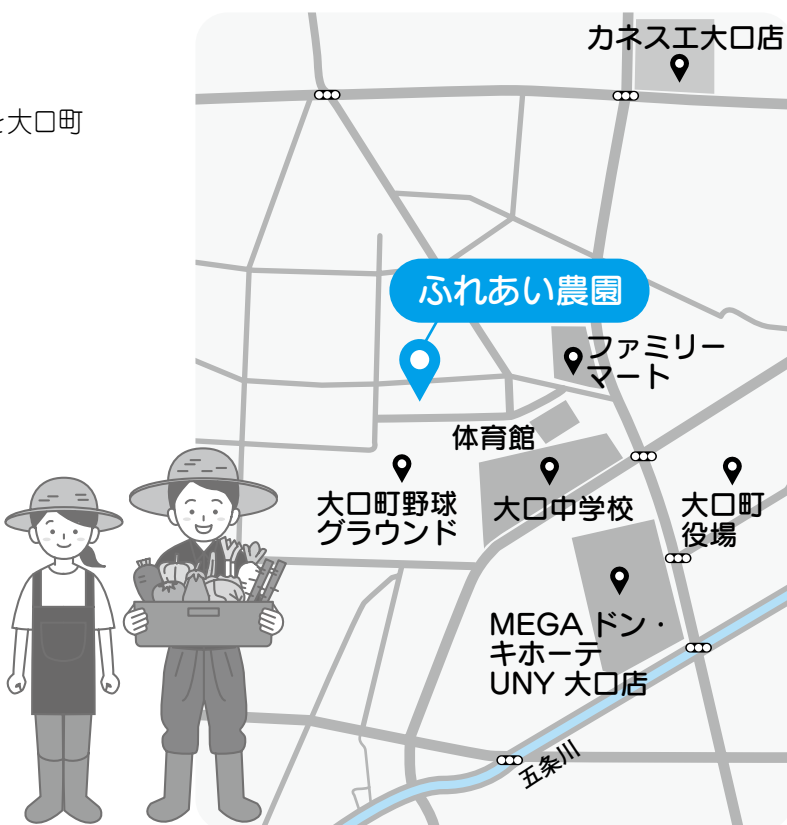 カネスエ大口店
と大口町
ふれあい農園
ファミリー
マート
体育館
大口町野球
グラウンド
大口中学校
大口町
役場
MEGA ドン・
キホーテ
UNY 大口店
五条川